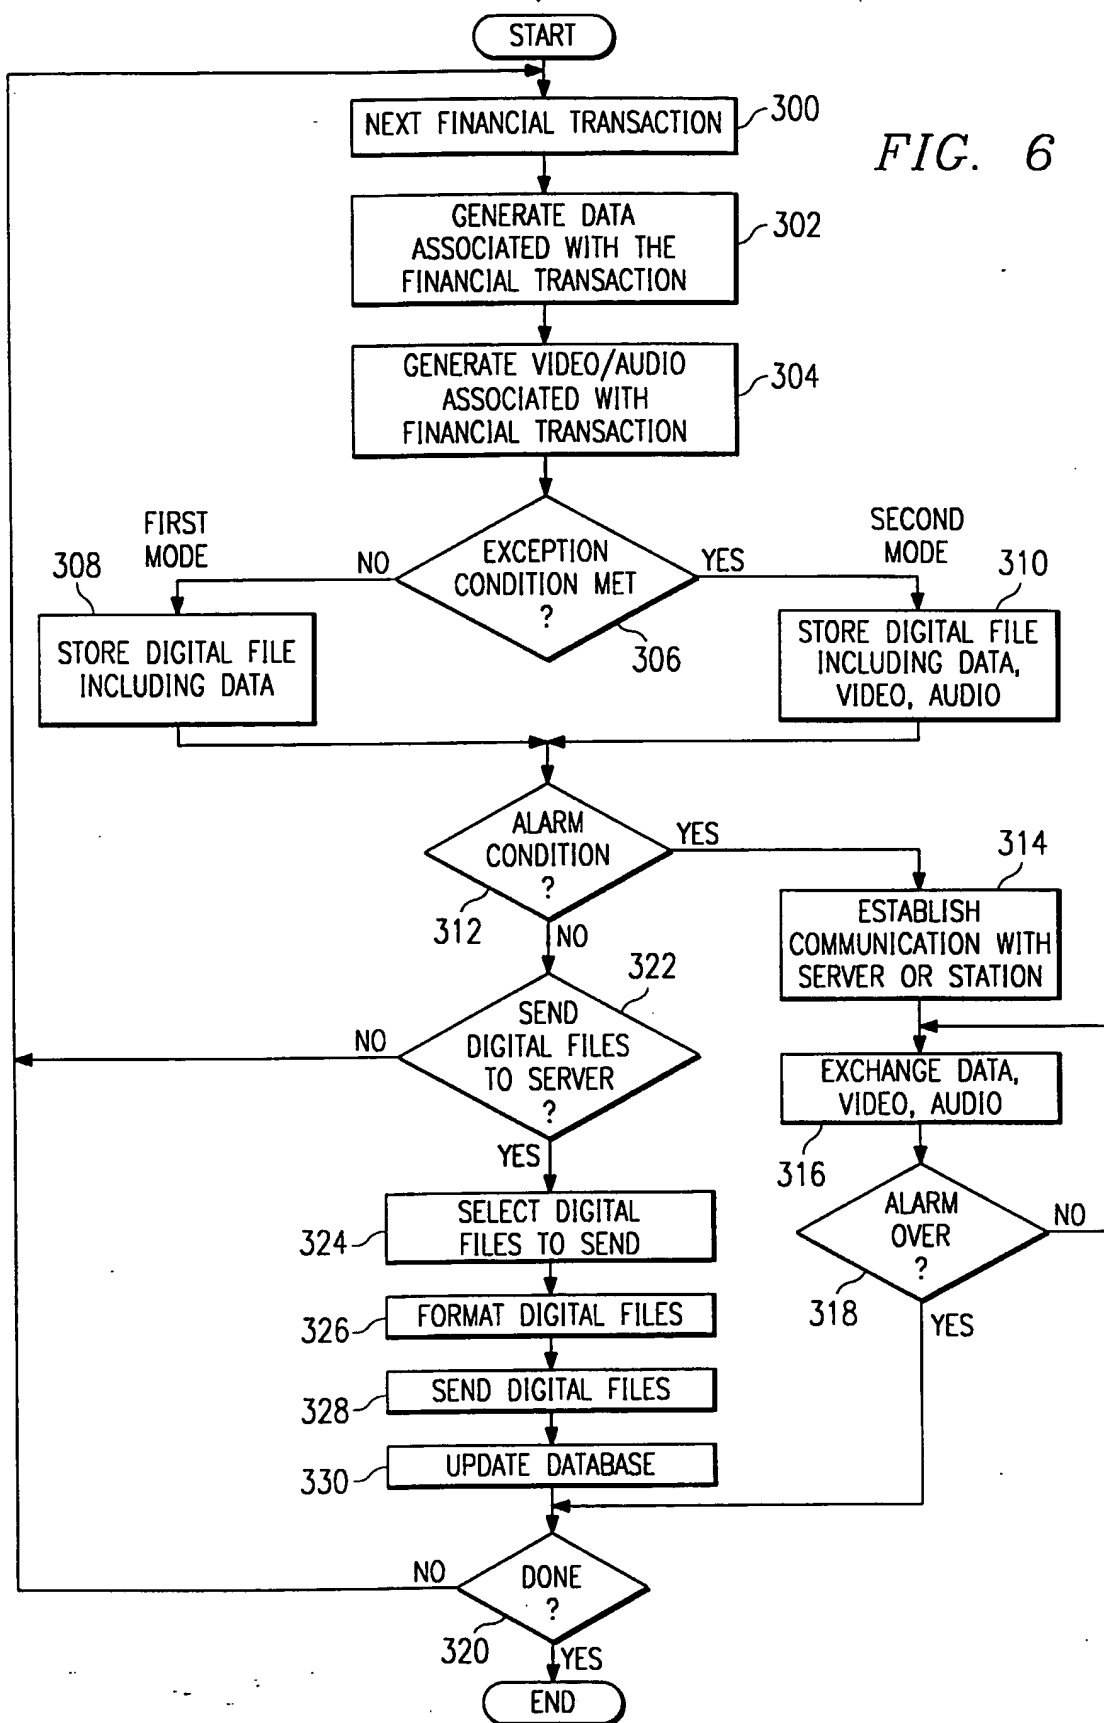 START
NEXT FINANCIAL TRANSACTION
300
FIG. 6
GENERATE DATA
ASSOCIATED WITH THE
FINANCIAL TRANSACTION
302
GENERATE VIDEO/AUDIO
ASSOCIATED WITH
FINANCIAL TRANSACTION
304
FIRST
MODE
SECOND
MODE
308
NO
EXCEPTION
CONDITION MET
?
YES
310
306
STORE DIGITAL FILE
INCLUDING DATA
STORE DIGITAL FILE
INCLUDING DATA,
VIDEO, AUDIO
ALARM
CONDITION
?
YES
312
NO
314
ESTABLISH
COMMUNICATION WITH
SERVER OR STATION
322
SEND
DIGITAL FILES
TO SERVER
?
NO
YES
EXCHANGE DATA,
VIDEO, AUDIO
316
324
SELECT DIGITAL
FILES TO SEND
ALARM
OVER
?
NO
318
YES
326
FORMAT DIGITAL FILES
328
SEND DIGITAL FILES
330
UPDATE DATABASE
NO
DONE
?
320
YES
END